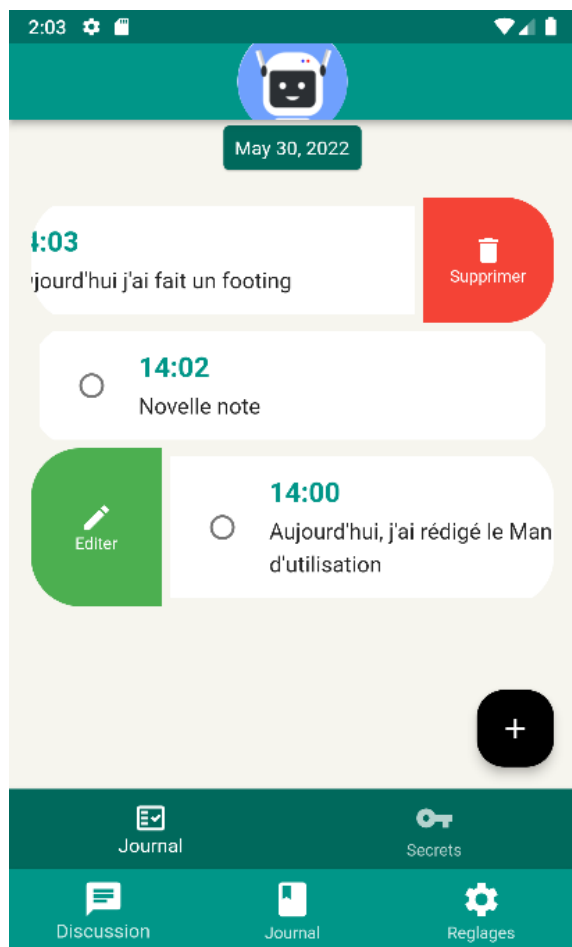 2:03
May 30, 2022
4:03
ujourd'hui j'ai fait un footing
Supprimer
14:02
Novelle note
14:00
Editer
Aujourd'hui, j'ai rédigé le Man
d'utilisation
+
Journal
Secrets
Discussion
Journal
Reglages